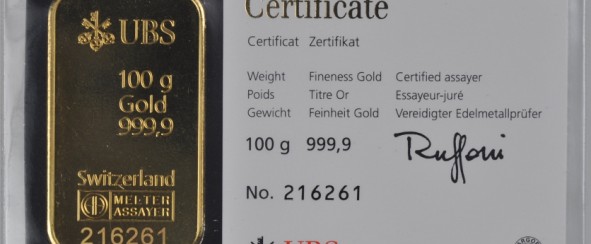 UBS
100 g
Gold
999,9
Switzerland
MELTER
ASSAYER
216261
Certificate
Certificat Zertifikat
Weight Fineness Gold Certified assayer
Poids Titre Or Essayeur-juré
Gewicht Feinheit Gold Vereidigter Edelmetallprüfer
100 g 999,9 Ruffoni
No. 216261
UBS